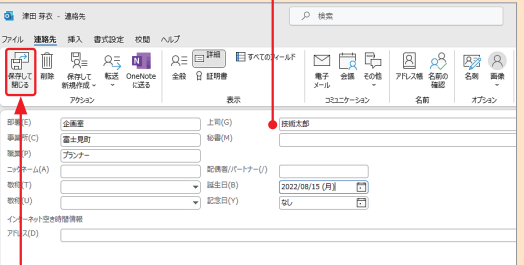 津田 芽衣 - 連絡先
検索
ファイル 連絡先 挿入 書式設定 校閲 ヘルプ
保存して閉じる
削除
保存して新規作成
転送
OneNoteに送る
アクション
全般
詳細
証明書
すべてのフィールド
表示
電子メール
会議
その他
コミュニケーション
アドレス帳
名前の確認
名前
名刺
画像
オプション
部署(E) 企画室 上司(G) 技術太郎
事業所(C) 富士見町 秘書(M)
職業(P) プランナー
ニックネーム(A) 配偶者/パートナー(/)
敬称(T) 誕生日(B) 2022/08/15 (月)
敬称(U) 記念日(Y) なし
インターネット空き時間情報
アドレス(D)